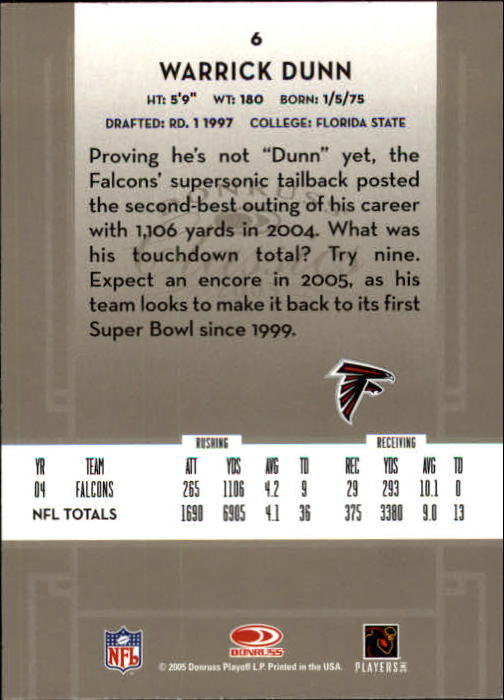 6
WARRICK DUNN
HT: 5'9" WT: 180 BORN: 1/5/75
DRAFTED: RD. 1 1997 COLLEGE: FLORIDA STATE
Proving he's not "Dunn" yet, the
Falcons' supersonic tailback posted
the second-best outing of his career
with 1,106 yards in 2004. What was
his touchdown total? Try nine.
Expect an encore in 2005, as his
team looks to make it back to its first
Super Bowl since 1999.
RUSHING RECEIVING
YR TEAM ATT YDS AVG TD REC YDS AVG TD
04 FALCONS 265 1106 4.2 9 29 293 10.1 0
NFL TOTALS 1690 6905 4.1 36 375 3380 9.0 13
NFL DONRUSS PLAYERS INC
© 2005 Donruss Playoff L.P. Printed in the USA.